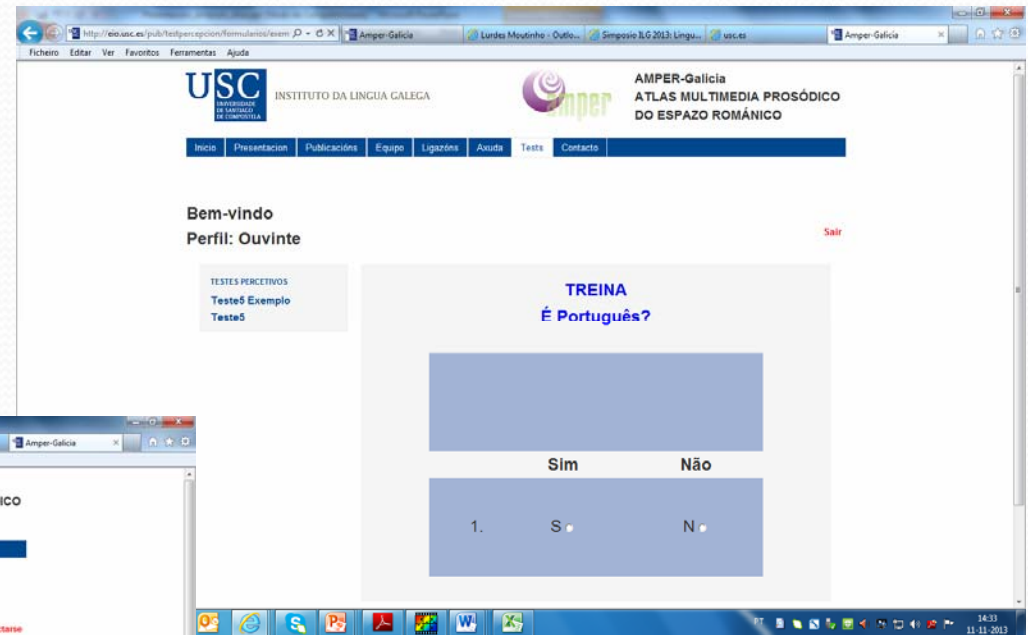 http://eio.usc.es/pub/testpercepcion/formularios/exem
Amper-Galicia
Lurdes Moutinho - Outlo...
Simposio ILG 2013: Lingu...
usc.es
Amper-Galicia
Ficheiro Editar Ver Favoritos Ferramentas Ajuda
USC
UNIVERSIDADE
DE SANTIAGO
DE COMPOSTELA
INSTITUTO DA LINGUA GALEGA
amper
AMPER-Galicia
ATLAS MULTIMEDIA PROSÓDICO
DO ESPAZO ROMÁNICO
Inicio Presentacion Publicacións Equipo Ligazóns Axuda Tests Contacto
Bem-vindo
Perfil: Ouvinte
Sair
TESTES PERCETIVOS
Teste5 Exemplo
Teste5
TREINA
É Português?
Sim Não
1. S N
Amper-Galicia
ICO
ctarse
PT
14:33
11-11-2013